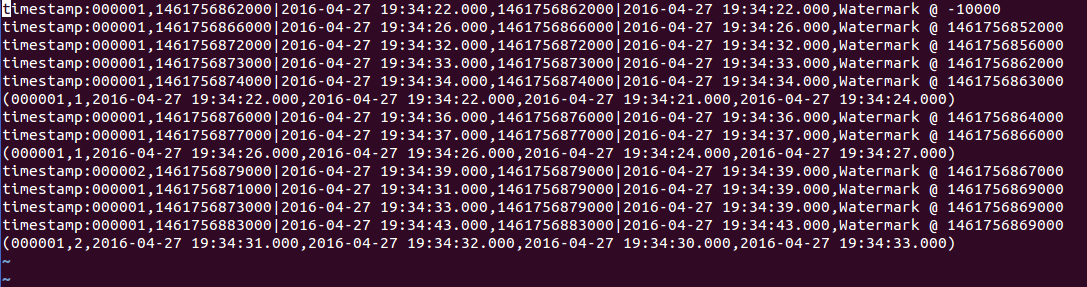 timestamp:000001,1461756862000|2016-04-27 19:34:22.000,1461756862000|2016-04-27 19:34:22.000,Watermark @ -10000
timestamp:000001,1461756866000|2016-04-27 19:34:26.000,1461756866000|2016-04-27 19:34:26.000,Watermark @ 1461756852000
timestamp:000001,1461756872000|2016-04-27 19:34:32.000,1461756872000|2016-04-27 19:34:32.000,Watermark @ 1461756856000
timestamp:000001,1461756873000|2016-04-27 19:34:33.000,1461756873000|2016-04-27 19:34:33.000,Watermark @ 1461756862000
timestamp:000001,1461756874000|2016-04-27 19:34:34.000,1461756874000|2016-04-27 19:34:34.000,Watermark @ 1461756863000
(000001,1,2016-04-27 19:34:22.000,2016-04-27 19:34:22.000,2016-04-27 19:34:21.000,2016-04-27 19:34:24.000)
timestamp:000001,1461756876000|2016-04-27 19:34:36.000,1461756876000|2016-04-27 19:34:36.000,Watermark @ 1461756864000
timestamp:000001,1461756877000|2016-04-27 19:34:37.000,1461756877000|2016-04-27 19:34:37.000,Watermark @ 1461756866000
(000001,1,2016-04-27 19:34:26.000,2016-04-27 19:34:26.000,2016-04-27 19:34:24.000,2016-04-27 19:34:27.000)
timestamp:000002,1461756879000|2016-04-27 19:34:39.000,1461756879000|2016-04-27 19:34:39.000,Watermark @ 1461756867000
timestamp:000001,1461756871000|2016-04-27 19:34:31.000,1461756879000|2016-04-27 19:34:39.000,Watermark @ 1461756869000
timestamp:000001,1461756873000|2016-04-27 19:34:33.000,1461756879000|2016-04-27 19:34:39.000,Watermark @ 1461756869000
timestamp:000001,1461756883000|2016-04-27 19:34:43.000,1461756883000|2016-04-27 19:34:43.000,Watermark @ 1461756869000
(000001,2,2016-04-27 19:34:31.000,2016-04-27 19:34:32.000,2016-04-27 19:34:30.000,2016-04-27 19:34:33.000)
~
~